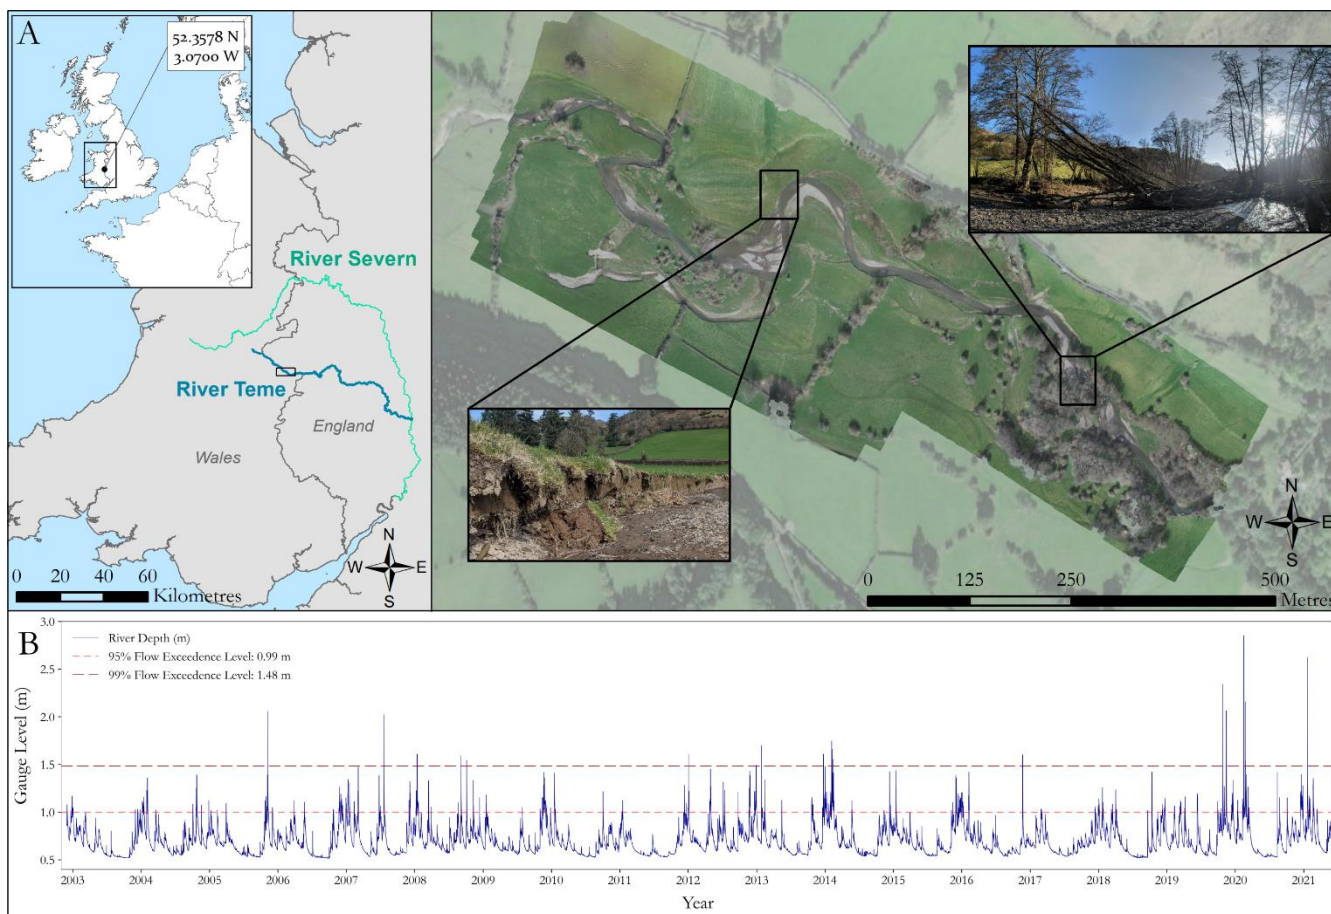 A
52.3578 N
3.0700 W
River Severn
River Teme
England
Wales
N
W E
S
0 20 40 60
Kilometres
N
W E
S
0 125 250 500
Metres
B
3.0
2.5
2.0
1.5
1.0
0.5
Gauge Level (m)
River Depth (m)
95% Flow Exceedence Level: 0.99 m
99% Flow Exceedence Level: 1.48 m
2003 2004 2005 2006 2007 2008 2009 2010 2011 2012 2013 2014 2015 2016 2017 2018 2019 2020 2021
Year